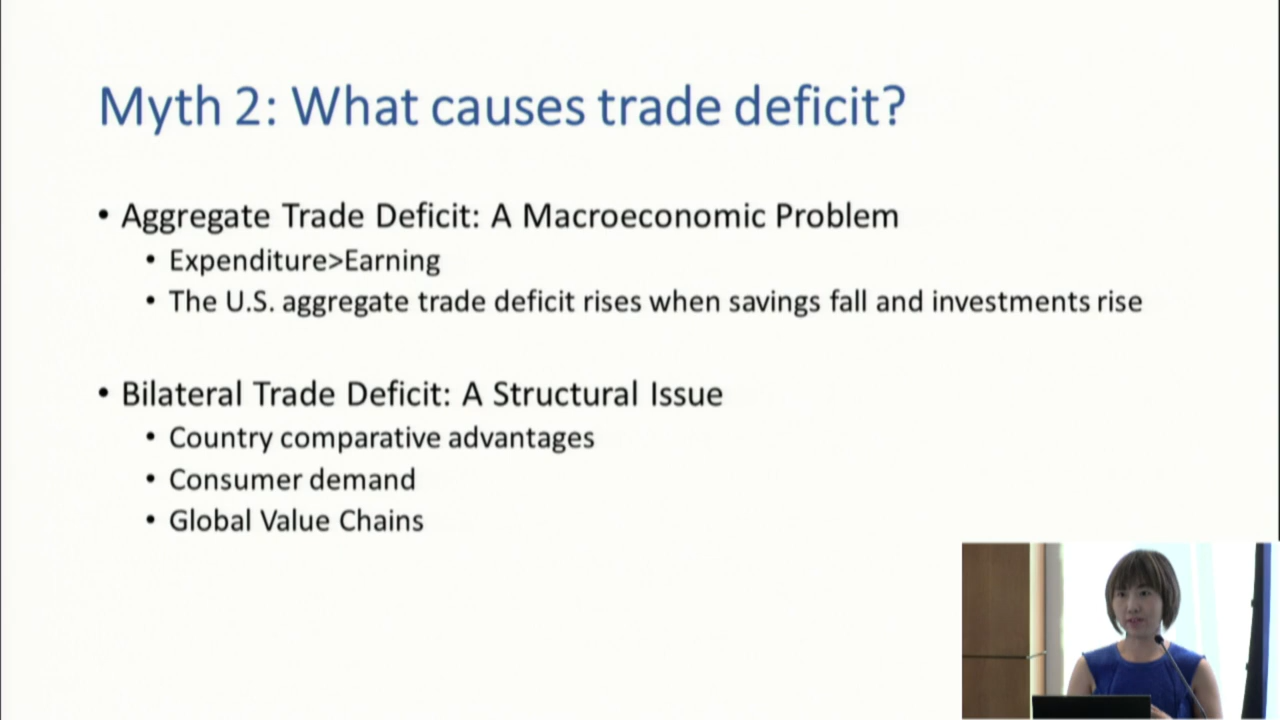 Myth 2: What causes trade deficit?
• Aggregate Trade Deficit: A Macroeconomic Problem
• Expenditure>Earning
• The U.S. aggregate trade deficit rises when savings fall and investments rise
• Bilateral Trade Deficit: A Structural Issue
• Country comparative advantages
• Consumer demand
• Global Value Chains